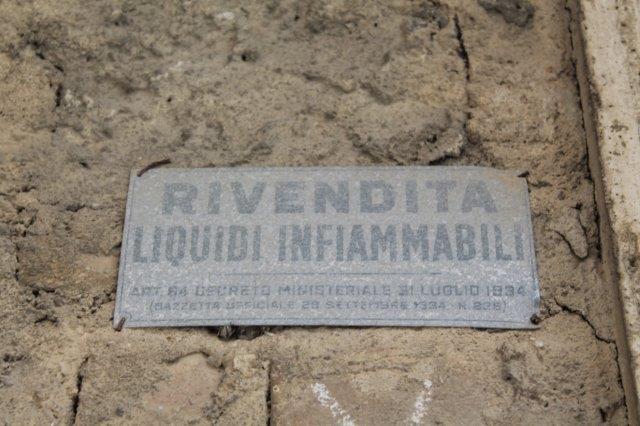 RIVENDITA
LIQUIDI INFIAMMABILI
ART. 64 DECRETO MINISTERIALE 31 LUGLIO 1934
(GAZZETTA UFFICIALE 28 SETTEMBRE 1934 N. 228)